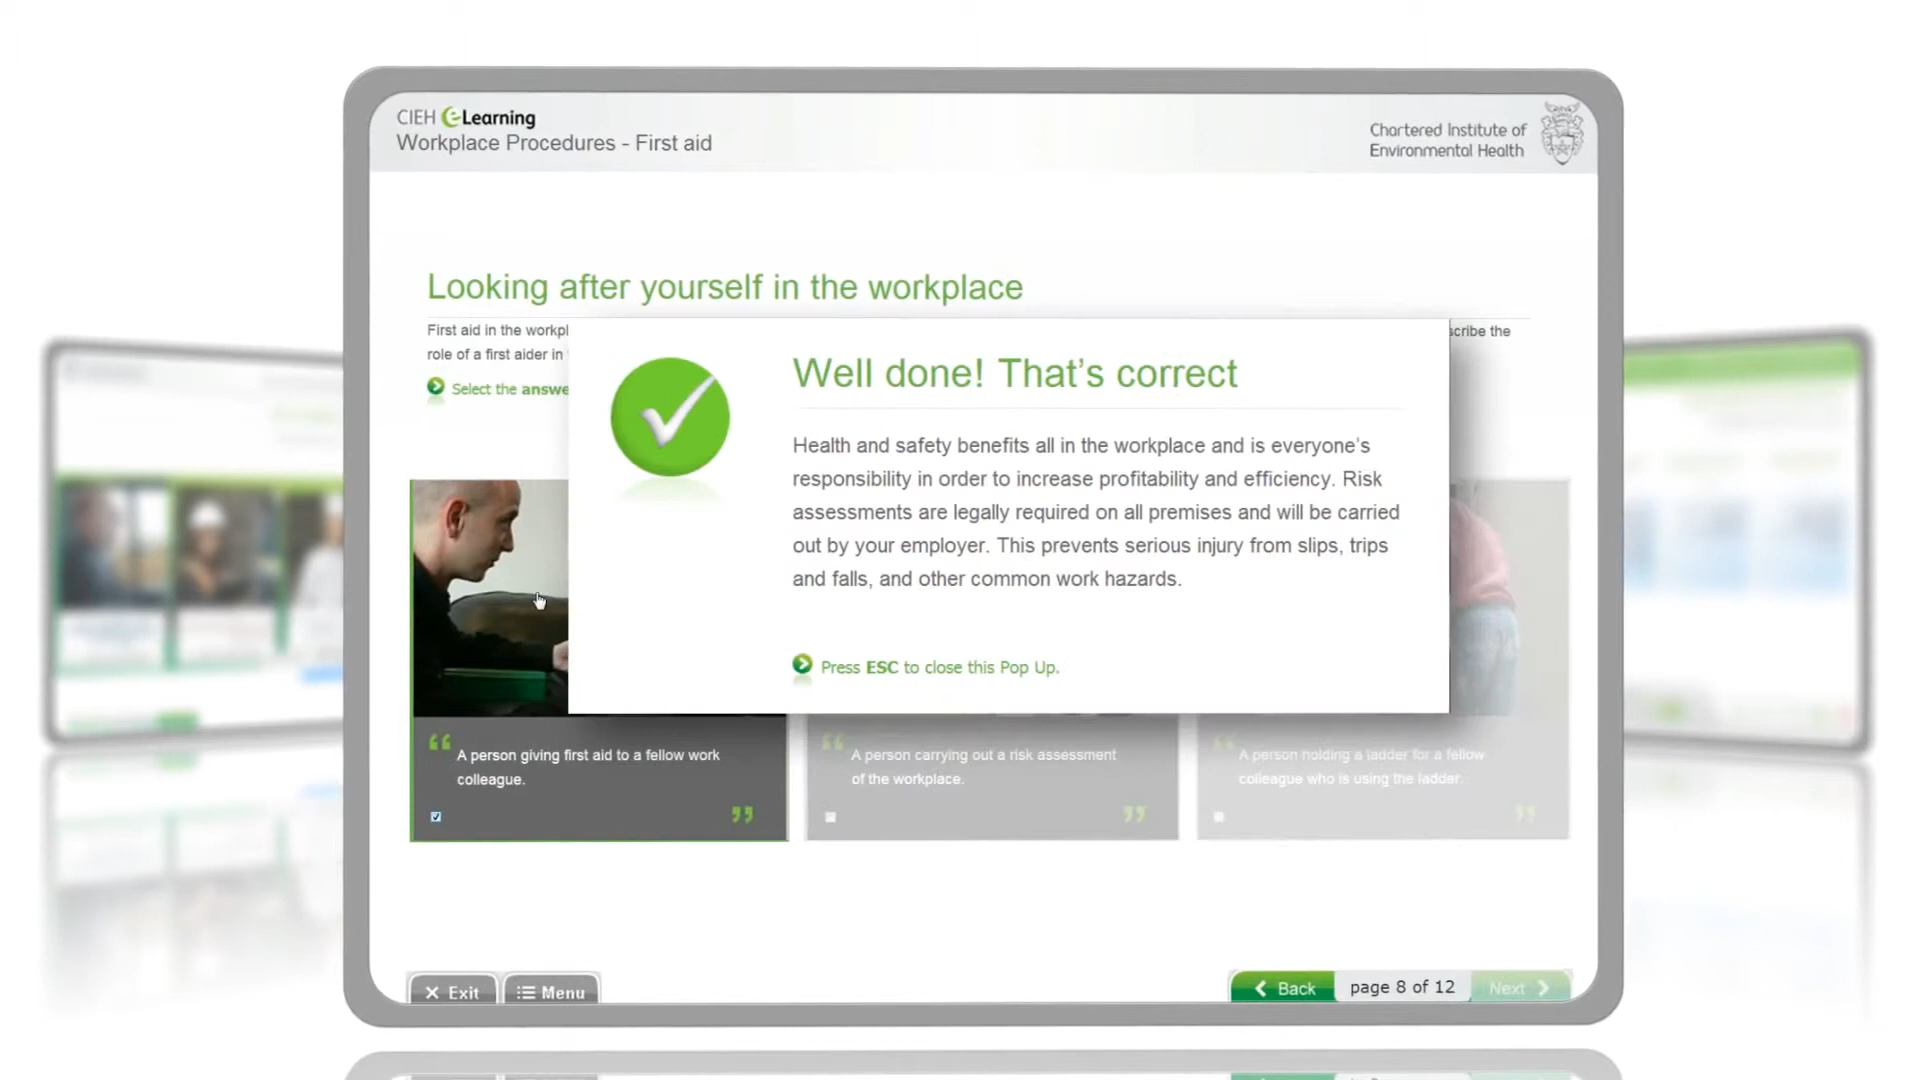 CIEH eLearning
Workplace Procedures - First aid
Chartered Institute of
Environmental Health
Looking after yourself in the workplace
First aid in the workpl
scribe the
role of a first aider in
Select the answe
Well done! That's correct
Health and safety benefits all in the workplace and is everyone's
responsibility in order to increase profitability and efficiency. Risk
assessments are legally required on all premises and will be carried
out by your employer. This prevents serious injury from slips, trips
and falls, and other common work hazards.
Press ESC to close this Pop Up.
A person giving first aid to a fellow work
colleague.
A person carrying out a risk assessment
of the workplace.
A person holding a ladder for a fellow
colleague who is using the ladder.
Exit
Menu
Back
page 8 of 12
Next